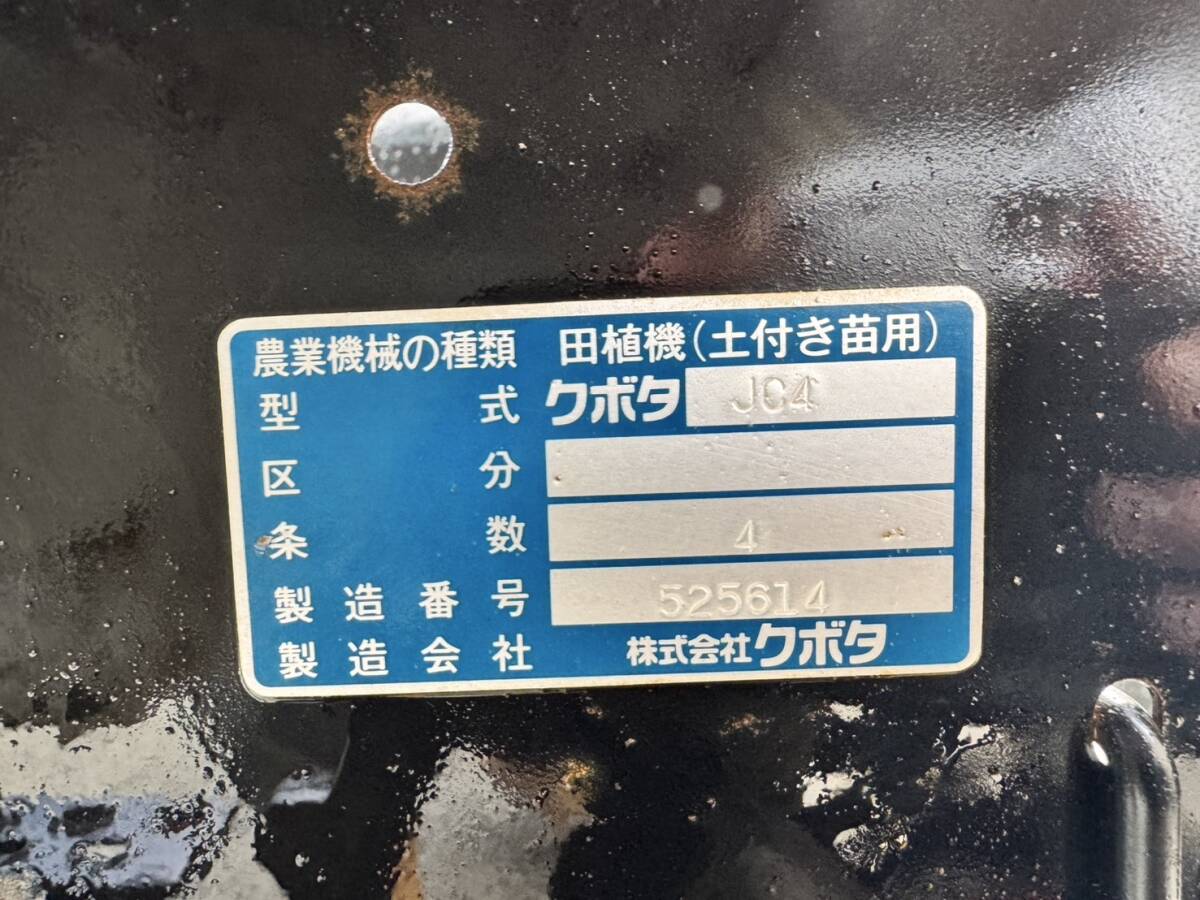 農業機械の種類 田植機(土付き苗用)
型式 クボタ JC4
区分
条数 4
製造番号 525614
製造会社 株式会社クボタ